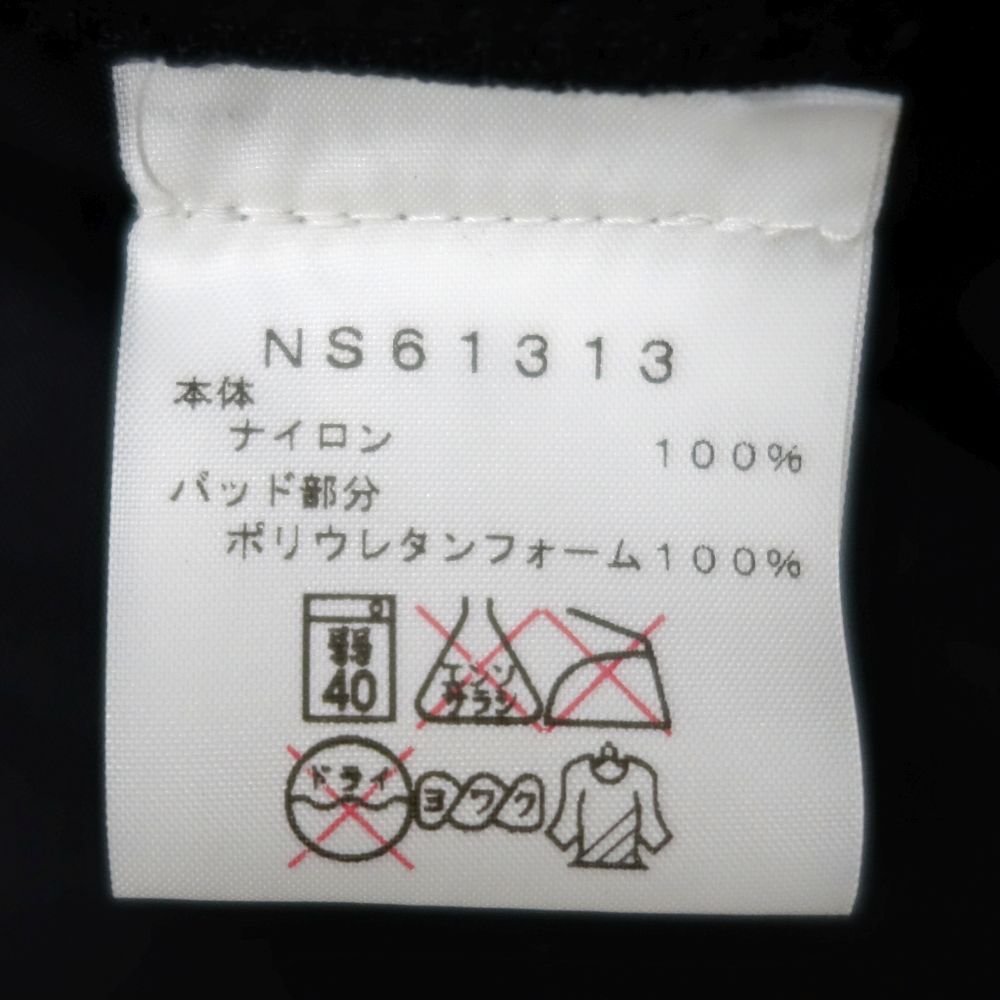 NS61313
本体
ナイロン 100%
パッド部分
ポリウレタンフォーム100%
弱
40
エンソ
サラシ
ドライ
ヨワク